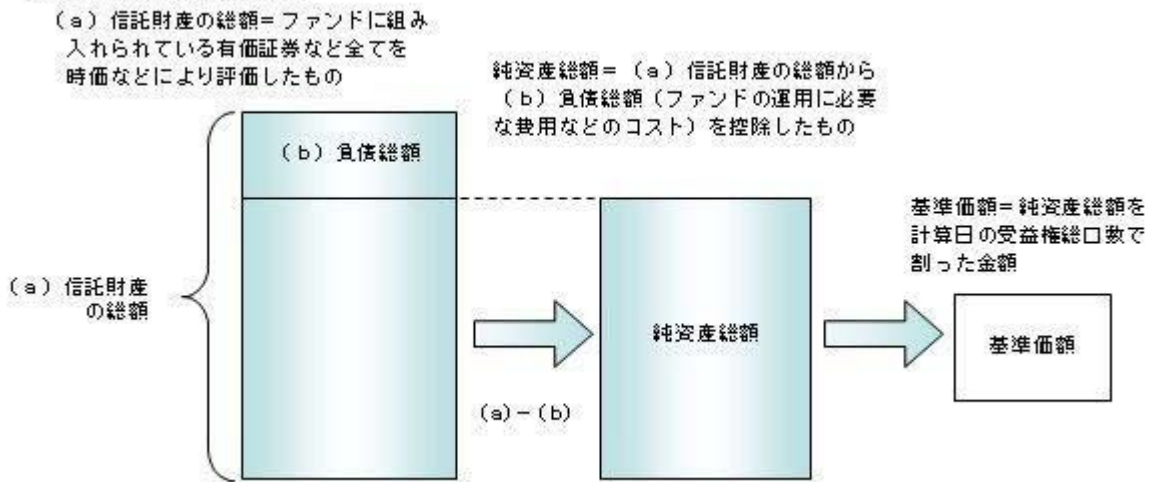 (a)信託財産の総額=ファンドに組み
入れられている有価証券など全てを
時価などにより評価したもの
純資産総額=(a)信託財産の総額から
(b)負債総額(ファンドの運用に必要
な費用などのコスト)を控除したもの
(b)負債総額
基準価額=純資産総額を
計算日の受益権総口数で
割った金額
(a)信託財産
の総額
純資産総額
基準価額
(a)-(b)